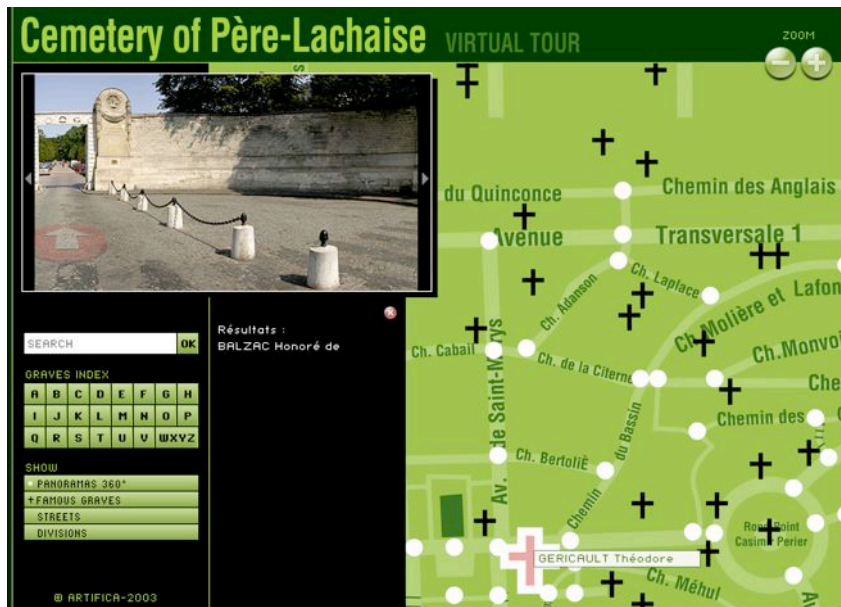 Cemetery of Père-Lachaise VIRTUAL TOUR
ZOOM
Résultats :
BALZAC Honoré de
SEARCH OK
GRAVES INDEX
A B C D E F G H
I J K L M N O P
Q R S T U V WXYZ
SHOW
PANORAMAS 360°
+FAMOUS GRAVES
STREETS
DIVISIONS
© ARTIFICA-2003
du Quinconce
Chemin des Anglais
Avenue Transversale 1
Ch. Adanson
Ch. Laplace
Ch. Molière et Lafon
Ch. Cabail
Av. de Saint-Morys
Ch. de la Citerne
Ch.Monvoi
Che
Chemin des
Ch. BertoliÈ
Chemin du Bassin
Rond Point
Casimir Perier
GERICAULT Théodore
Ch. Méhul
Av